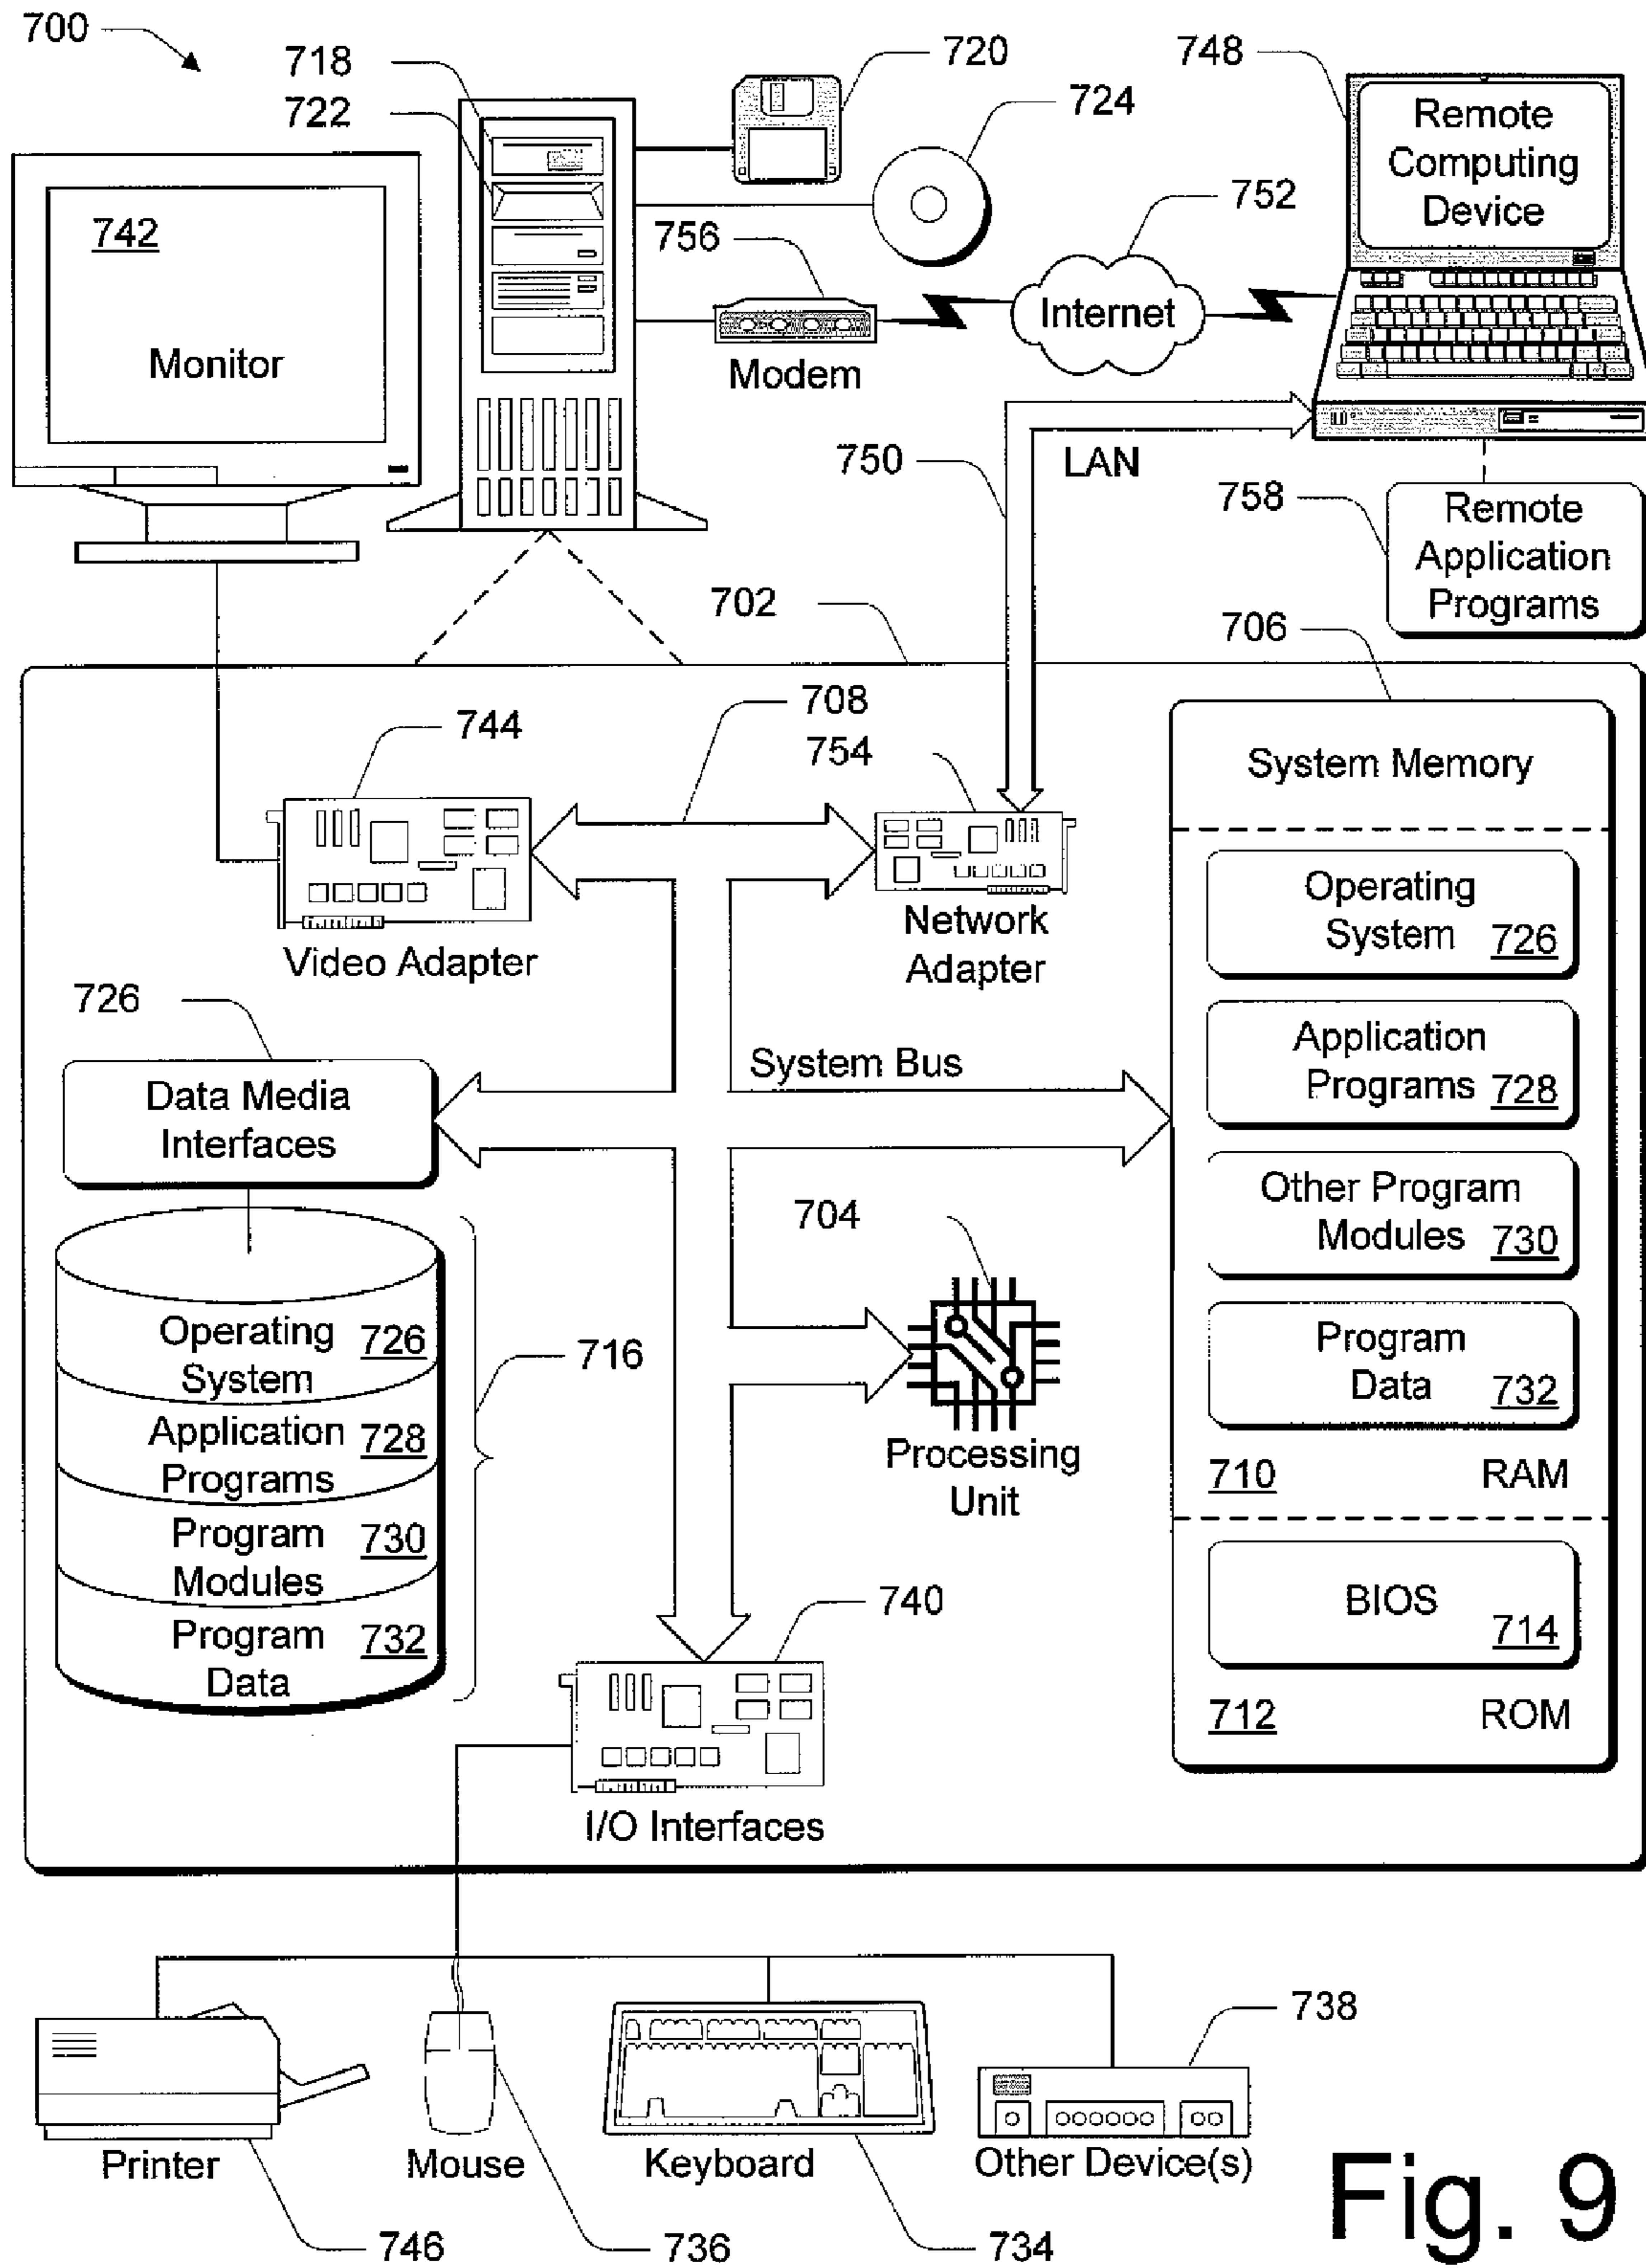 700
718
720
748
722
724
Remote
Computing
Device
742
756
752
Internet
Monitor
Modem
750
LAN
758
Remote
Application
Programs
702
706
744
708
754
System Memory
Operating
System 726
Video Adapter
Network
Adapter
726
Application
Programs 728
System Bus
Data Media
Interfaces
Other Program
Modules 730
704
Operating
System 726
716
Program
Data 732
Application
Programs 728
Processing
Unit
710 RAM
Program
Modules 730
740
BIOS
714
Program
Data 732
712 ROM
I/O Interfaces
738
Printer
Mouse
Keyboard
Other Device(s)
746
736
734
Fig. 9